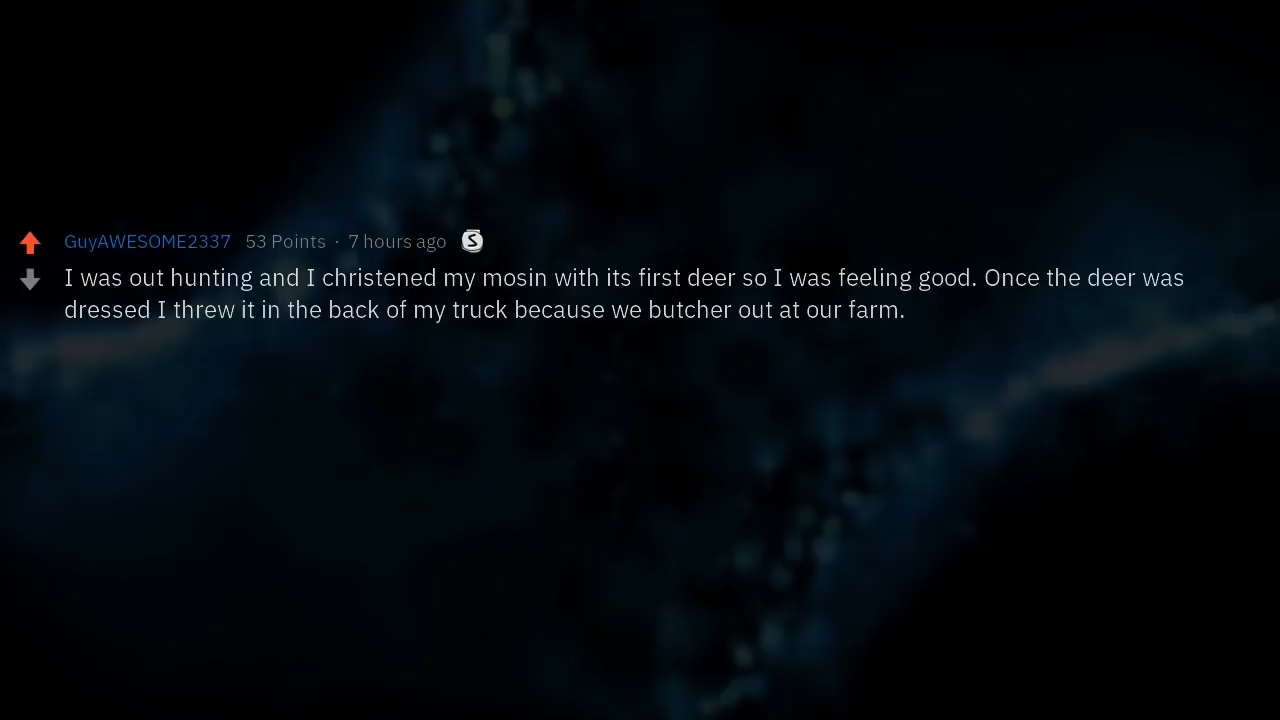 GuyAWESOME2337 53 Points · 7 hours ago
I was out hunting and I christened my mosin with its first deer so I was feeling good. Once the deer was
dressed I threw it in the back of my truck because we butcher out at our farm.